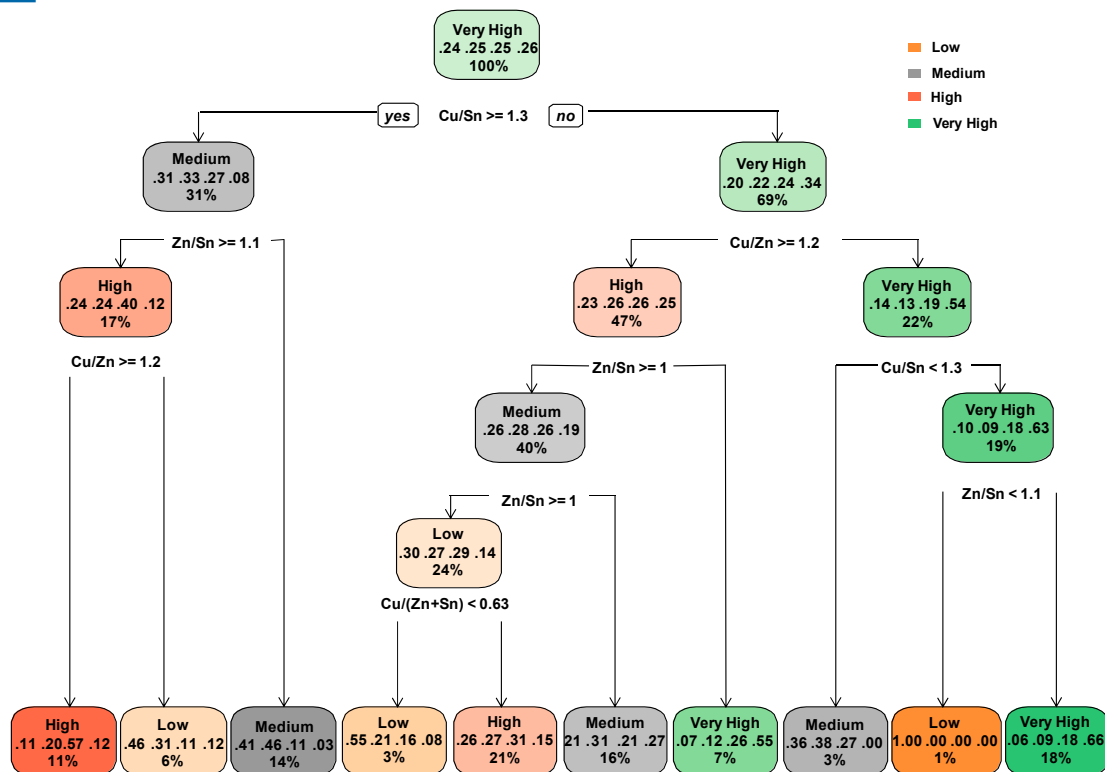 Very High
.24 .25 .25 .26
100%
Low
Medium
High
Very High
yes Cu/Sn >= 1.3 no
Medium
.31 .33 .27 .08
31%
Very High
.20 .22 .24 .34
69%
Zn/Sn >= 1.1
Cu/Zn >= 1.2
High
.24 .24 .40 .12
17%
High
.23 .26 .26 .25
47%
Very High
.14 .13 .19 .54
22%
Cu/Zn >= 1.2
Zn/Sn >= 1
Cu/Sn < 1.3
Medium
.26 .28 .26 .19
40%
Very High
.10 .09 .18 .63
19%
Zn/Sn >= 1
Zn/Sn < 1.1
Low
.30 .27 .29 .14
24%
Cu/(Zn+Sn) < 0.63
High
.11 .20.57 .12
11%
Low
.46 .31 .11 .12
6%
Medium
.41 .46 .11 .03
14%
Low
.55 .21 .16 .08
3%
High
.26 .27 .31 .15
21%
Medium
21 .31 .21 .27
16%
Very High
.07 .12 .26 .55
7%
Medium
.36 .38 .27 .00
3%
Low
1.00 .00 .00 .00
1%
Very High
.06 .09 .18 .66
18%